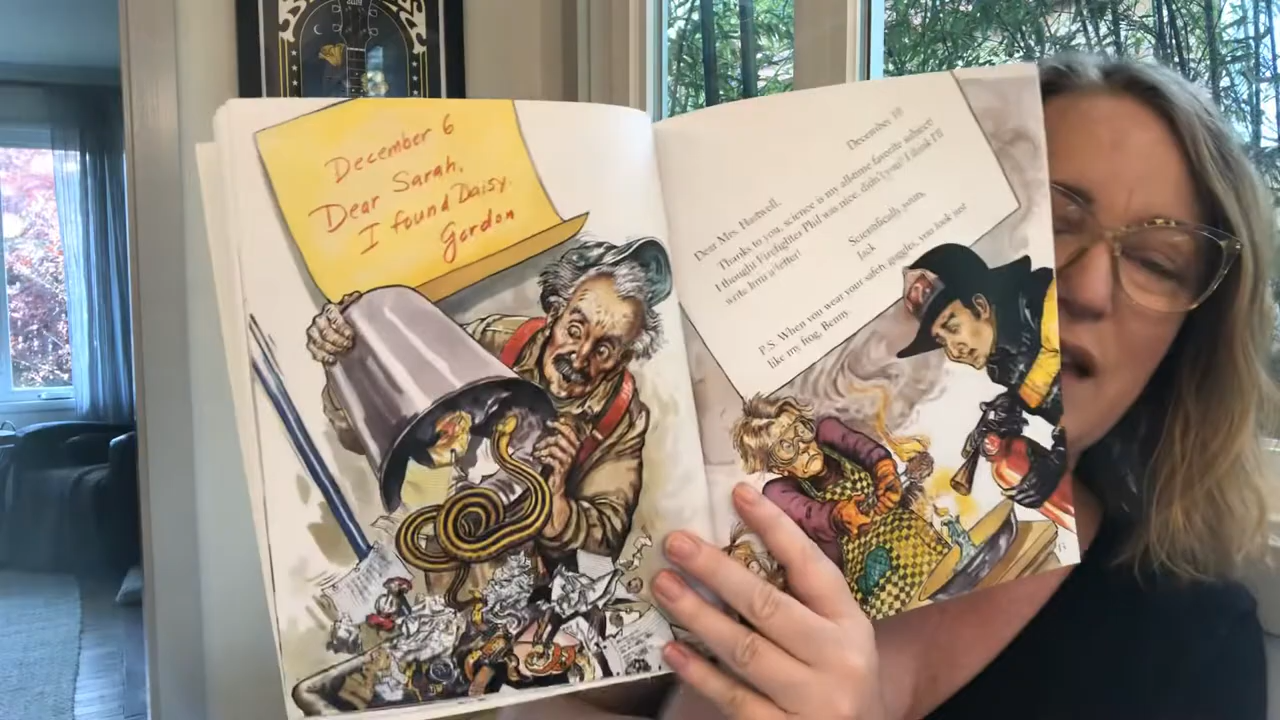 December 6
Dear Sarah,
I found Daisy.
Gordon
December 10
Dear Mrs. Hartwell,
Thanks to you, science is my all-time favorite subject!
I thought Firefighter Phil was nice, didn't you? I think I'll
write him a letter!
Scientifically yours,
Jack
P.S. When you wear your safety goggles, you look just
like my frog, Benny.